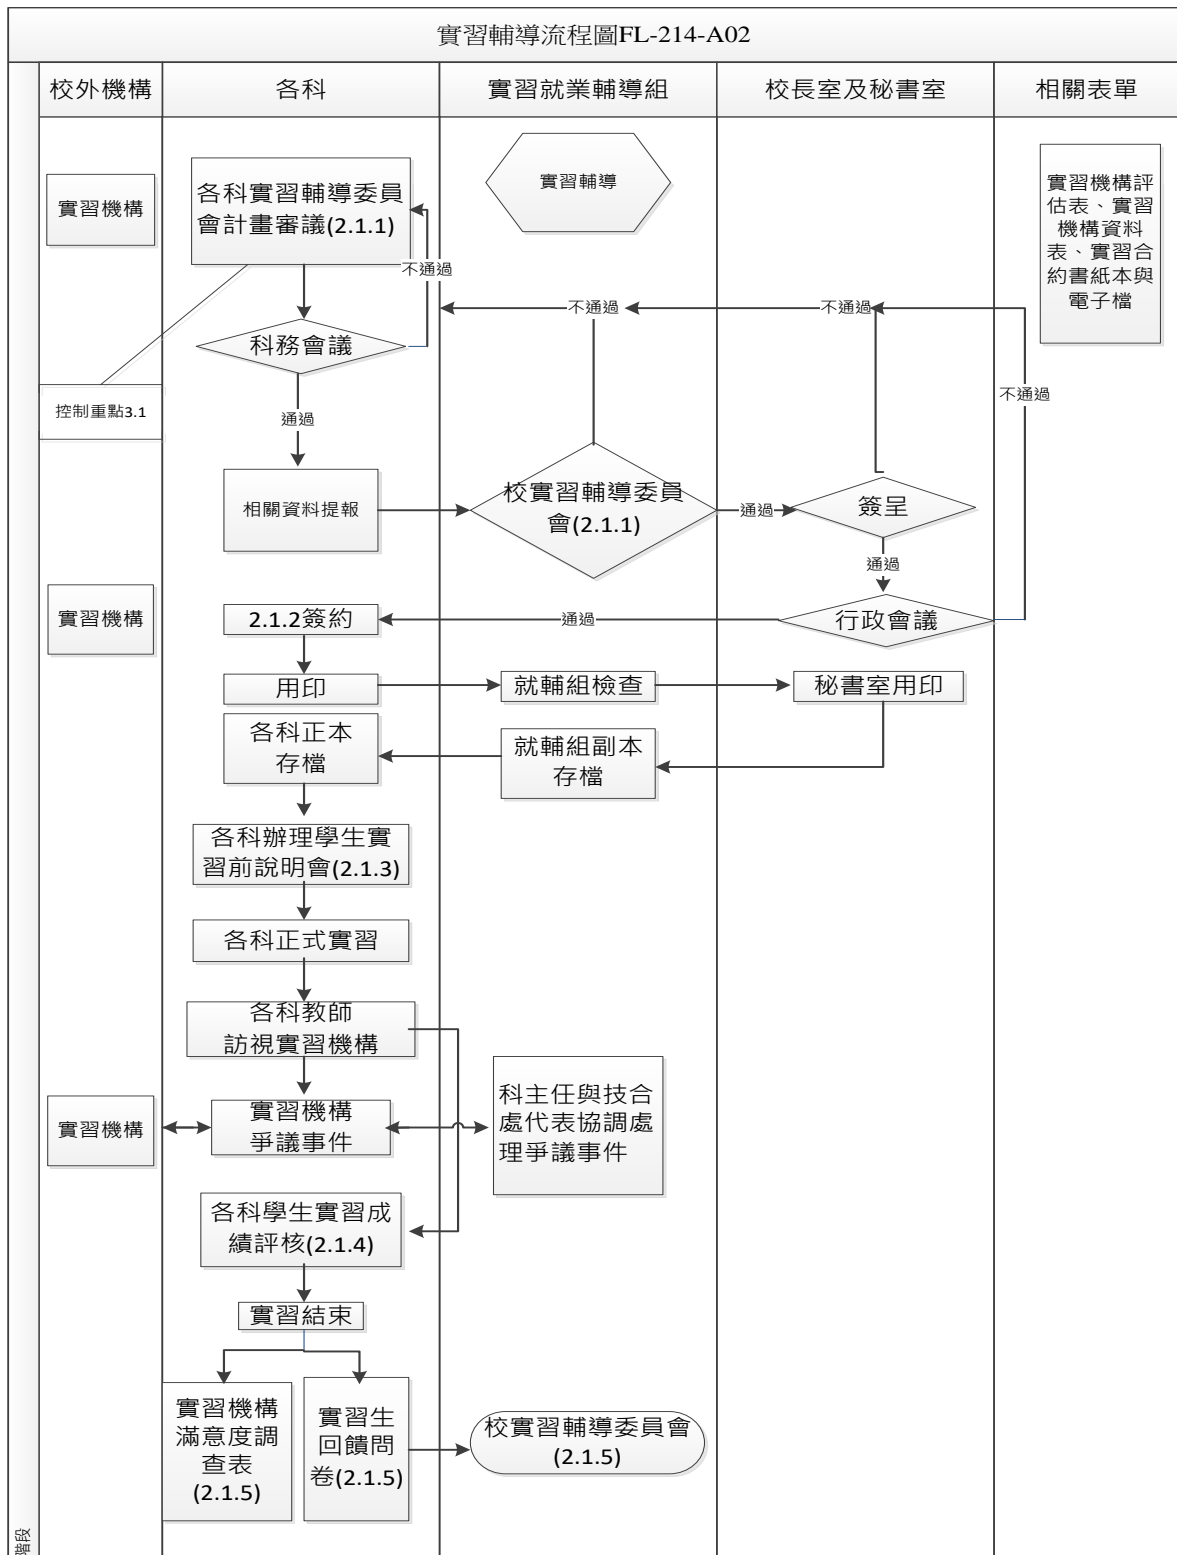 實習輔導流程圖FL-214-A02
校外機構
各科
實習就業輔導組
校長室及秘書室
相關表單
實習機構
各科實習輔導委員
會計畫審議(2.1.1)
實習輔導
實習機構評
估表、實習
機構資料
表、實習合
約書紙本與
電子檔
不通過
不通過
不通過
科務會議
不通過
控制重點3.1
通過
相關資料提報
校實習輔導委員
會(2.1.1)
通過
簽呈
通過
實習機構
2.1.2簽約
通過
行政會議
用印
就輔組檢查
秘書室用印
各科正本
存檔
就輔組副本
存檔
各科辦理學生實
習前說明會(2.1.3)
各科正式實習
各科教師
訪視實習機構
實習機構
實習機構
爭議事件
科主任與技合
處代表協調處
理爭議事件
各科學生實習成
績評核(2.1.4)
實習結束
實習機構
滿意度調
查表
(2.1.5)
實習生
回饋問
卷(2.1.5)
校實習輔導委員會
(2.1.5)
階段